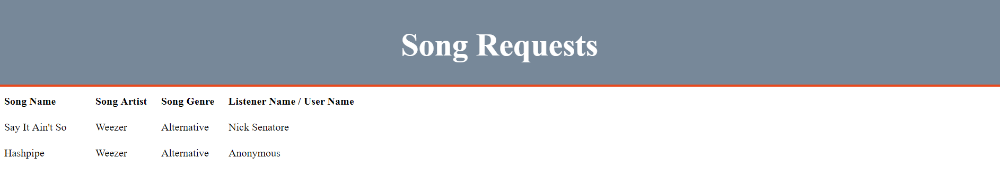 Song Requests
Song Name Song Artist Song Genre Listener Name / User Name
Say It Ain't So Weezer Alternative Nick Senatore
Hashpipe Weezer Alternative Anonymous